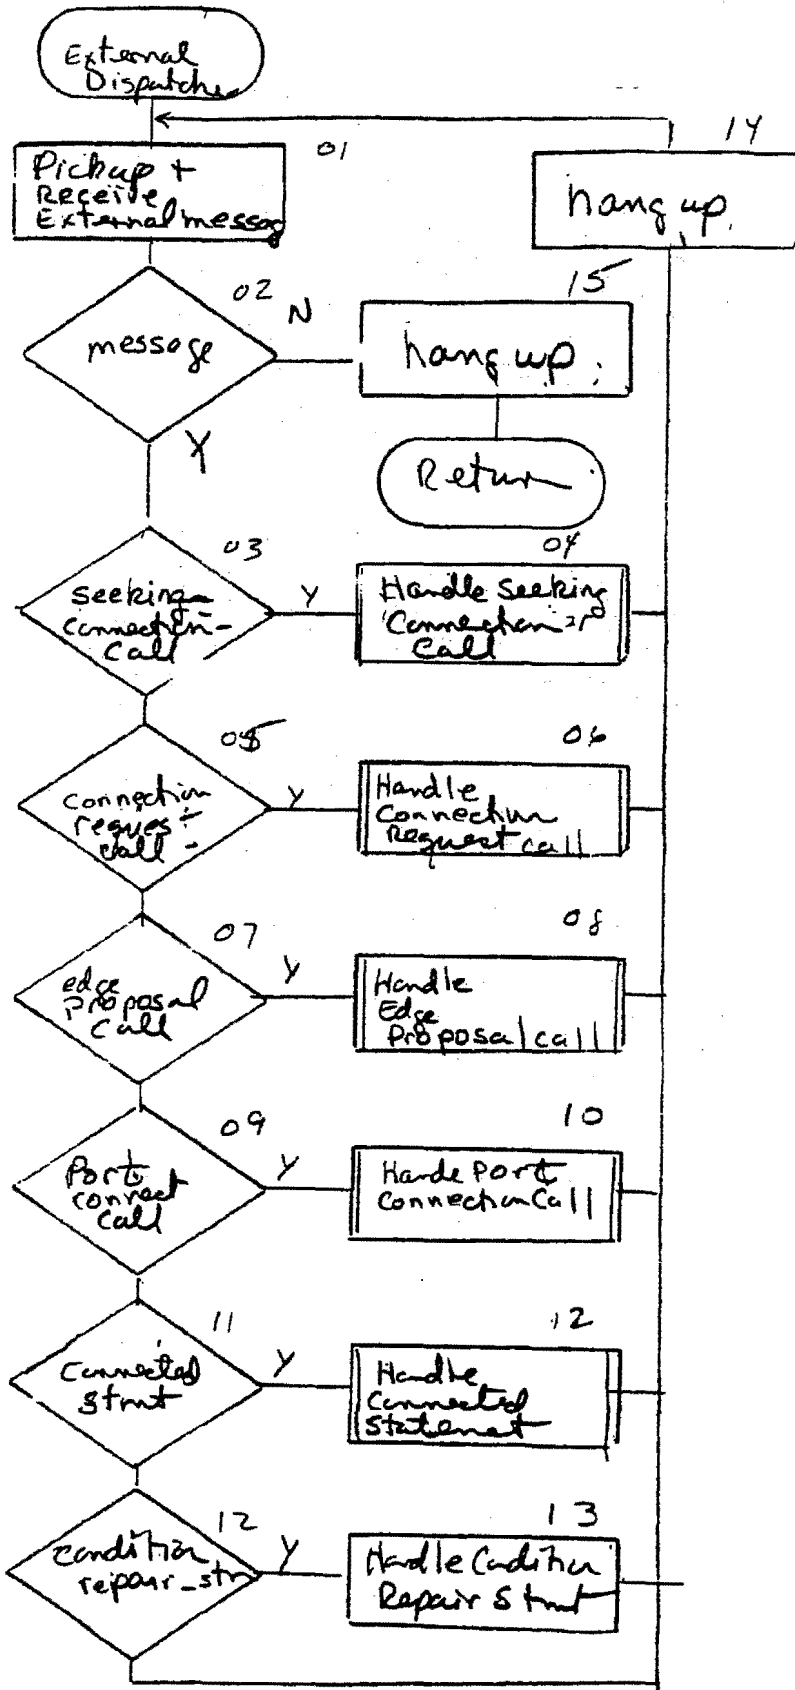 External
Dispatcher
01
Pickup +
Receive
External message
14
hang up.
02
message
N
15
hang up.
Y
Return
03
seeking-
connection-
call
Y
04
Handle seeking
Connection
Call
05
connection
request
call
Y
06
Handle
Connection
Request call
07
edge
Proposal
Call
Y
08
Handle
Edge
Proposal call
09
Port
connect
call
Y
10
Hande Port
Connection Call
11
Connected
Stmt
Y
12
Handle
Connected
Statemet
12
condition
repair_stm
Y
13
Handle Condition
Repair Stmt